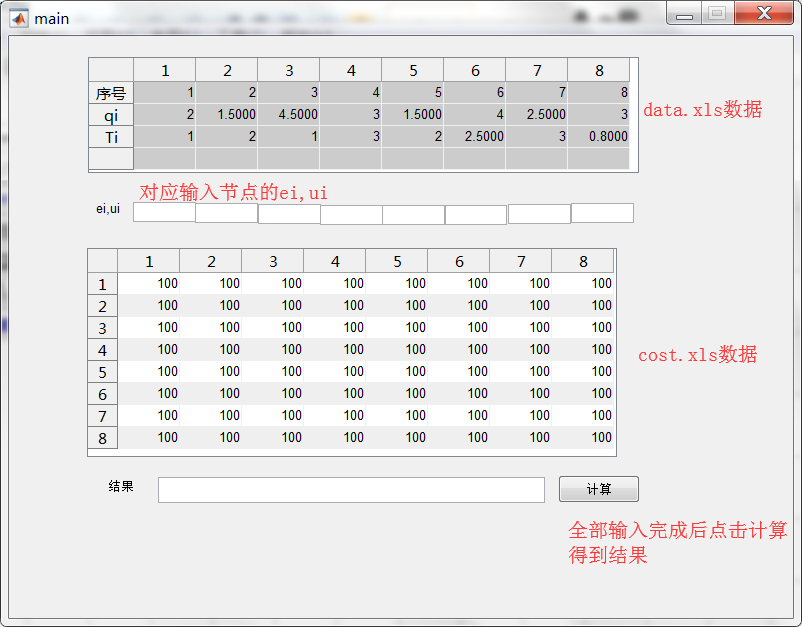 main
1 2 3 4 5 6 7 8
序号 1 2 3 4 5 6 7 8
qi 2 1.5000 4.5000 3 1.5000 4 2.5000 3
data.xls数据
Ti 1 2 1 3 2 2.5000 3 0.8000
对应输入节点的ei,ui
ei,ui
1 2 3 4 5 6 7 8
1 100 100 100 100 100 100 100 100
2 100 100 100 100 100 100 100 100
3 100 100 100 100 100 100 100 100
4 100 100 100 100 100 100 100 100
cost.xls数据
5 100 100 100 100 100 100 100 100
6 100 100 100 100 100 100 100 100
7 100 100 100 100 100 100 100 100
8 100 100 100 100 100 100 100 100
结果
计算
全部输入完成后点击计算
得到结果